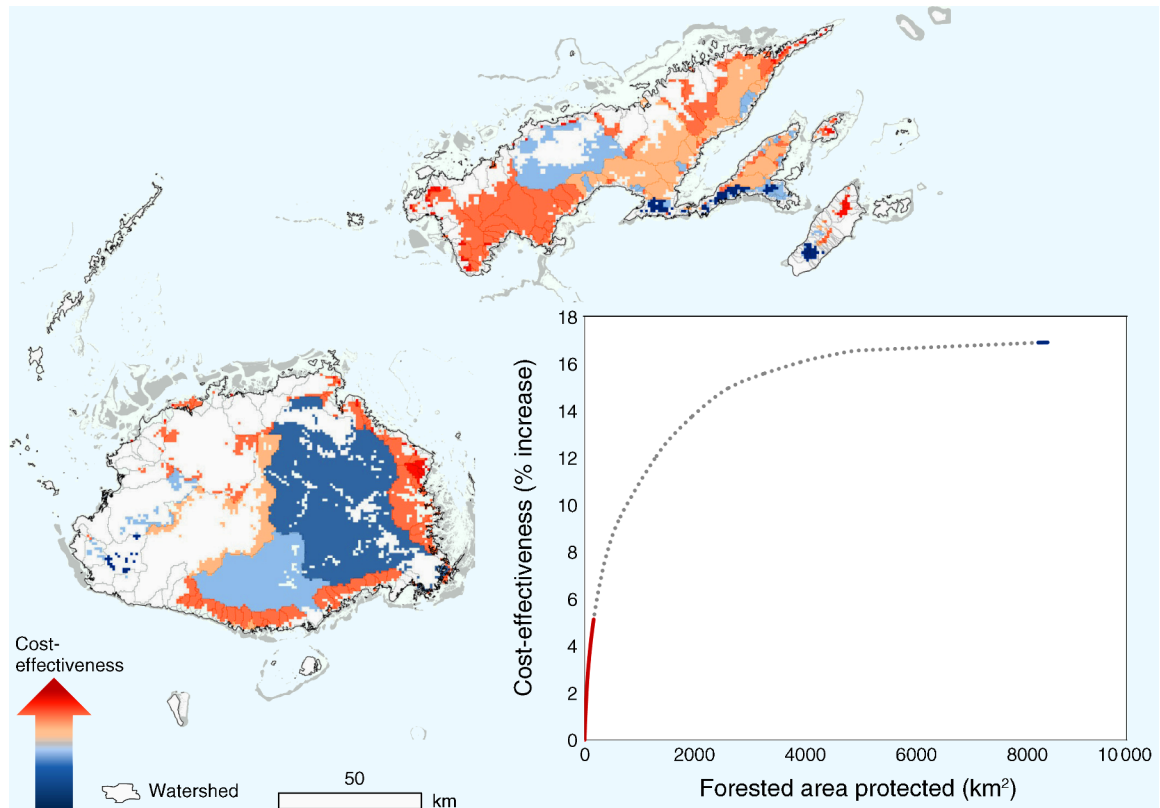 18
16
14
12
10
8
6
4
2
0
Cost-effectiveness (% increase)
0 2000 4000 6000 8000 10 000
Forested area protected (km²)
Cost-
effectiveness
Watershed
50
km